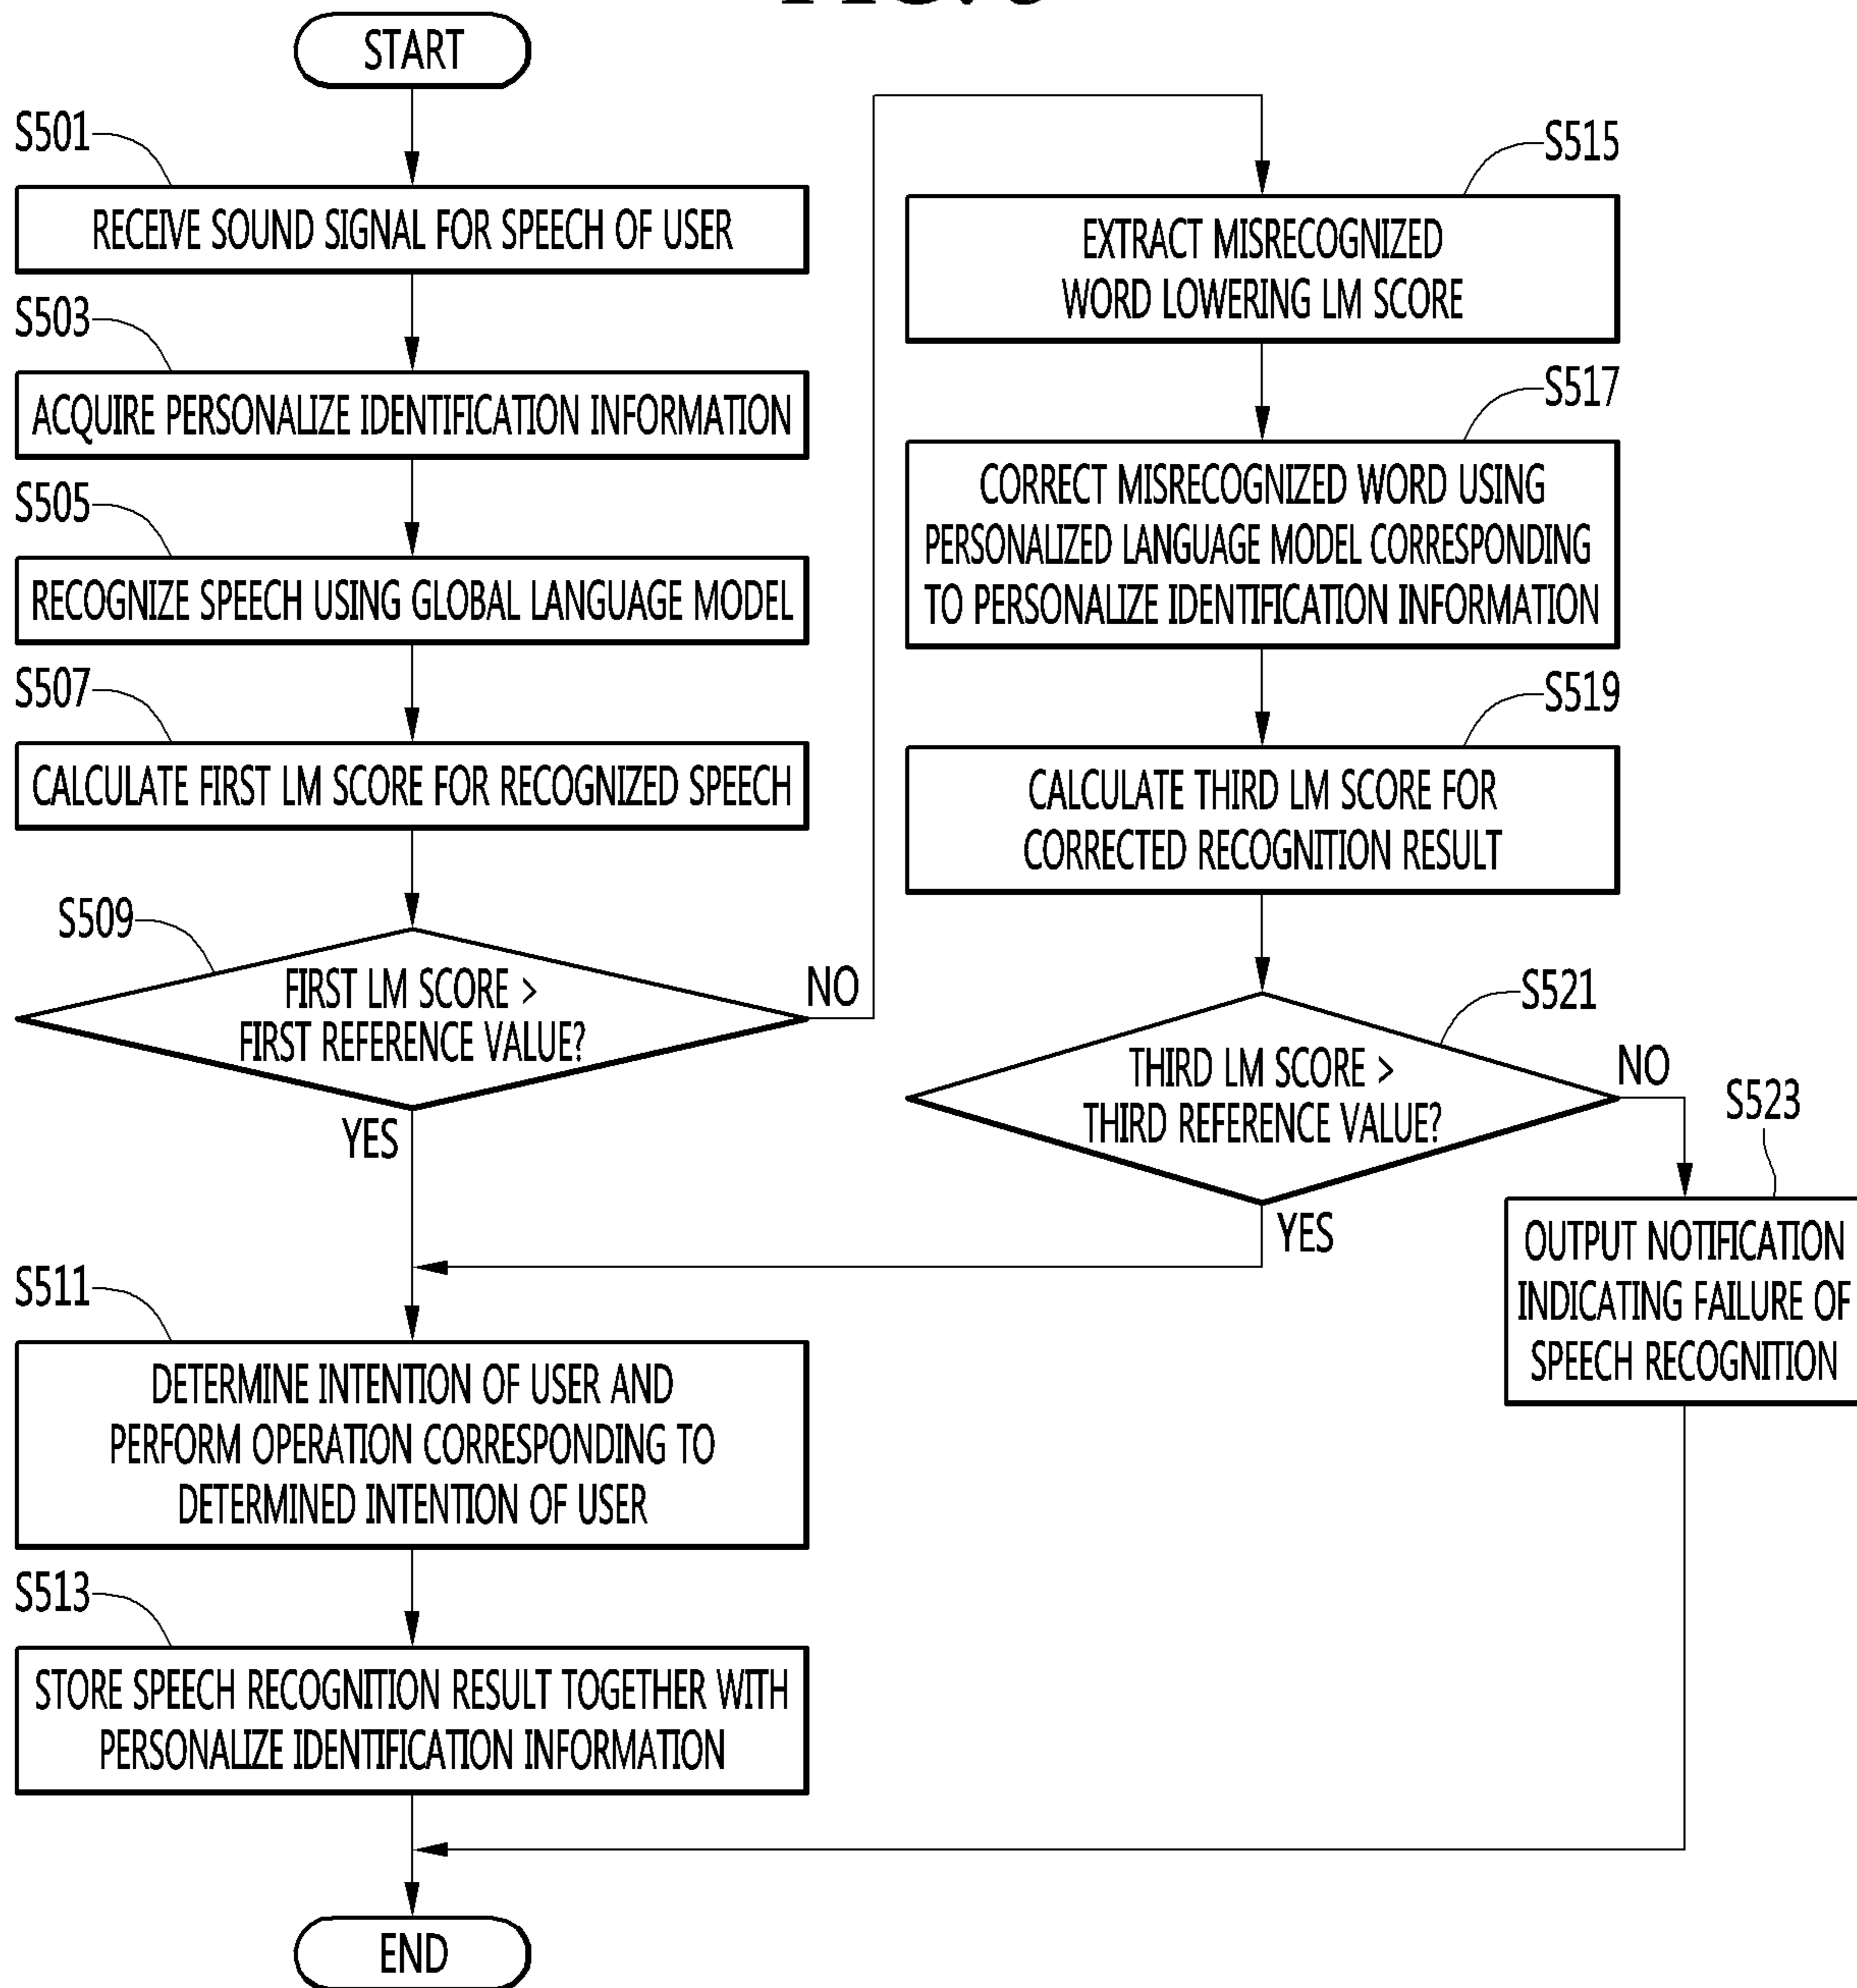 START
S501
RECEIVE SOUND SIGNAL FOR SPEECH OF USER
S503
ACQUIRE PERSONALIZE IDENTIFICATION INFORMATION
S505
RECOGNIZE SPEECH USING GLOBAL LANGUAGE MODEL
S507
CALCULATE FIRST LM SCORE FOR RECOGNIZED SPEECH
S509
FIRST LM SCORE >
FIRST REFERENCE VALUE?
NO
YES
S511
DETERMINE INTENTION OF USER AND
PERFORM OPERATION CORRESPONDING TO
DETERMINED INTENTION OF USER
S513
STORE SPEECH RECOGNITION RESULT TOGETHER WITH
PERSONALIZE IDENTIFICATION INFORMATION
END
S515
EXTRACT MISRECOGNIZED
WORD LOWERING LM SCORE
S517
CORRECT MISRECOGNIZED WORD USING
PERSONALIZED LANGUAGE MODEL CORRESPONDING
TO PERSONALIZE IDENTIFICATION INFORMATION
S519
CALCULATE THIRD LM SCORE FOR
CORRECTED RECOGNITION RESULT
S521
THIRD LM SCORE >
THIRD REFERENCE VALUE?
NO
YES
S523
OUTPUT NOTIFICATION
INDICATING FAILURE OF
SPEECH RECOGNITION